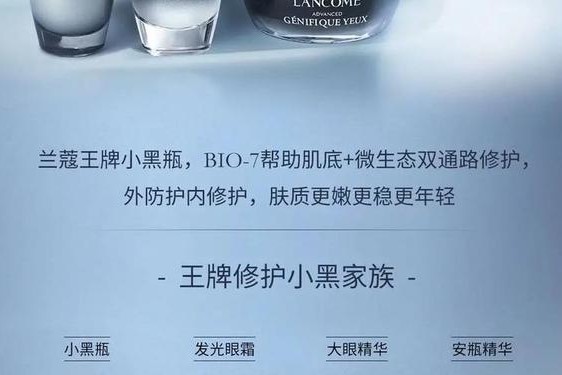 LANCÔME
ADVANCED
GÉNIFIQUE YEUX
兰蔻王牌小黑瓶，BIO-7帮助肌底+微生态双通路修护，
外防护内修护，肤质更嫩更稳更年轻
- 王牌修护小黑家族 -
小黑瓶 发光眼霜 大眼精华 安瓶精华